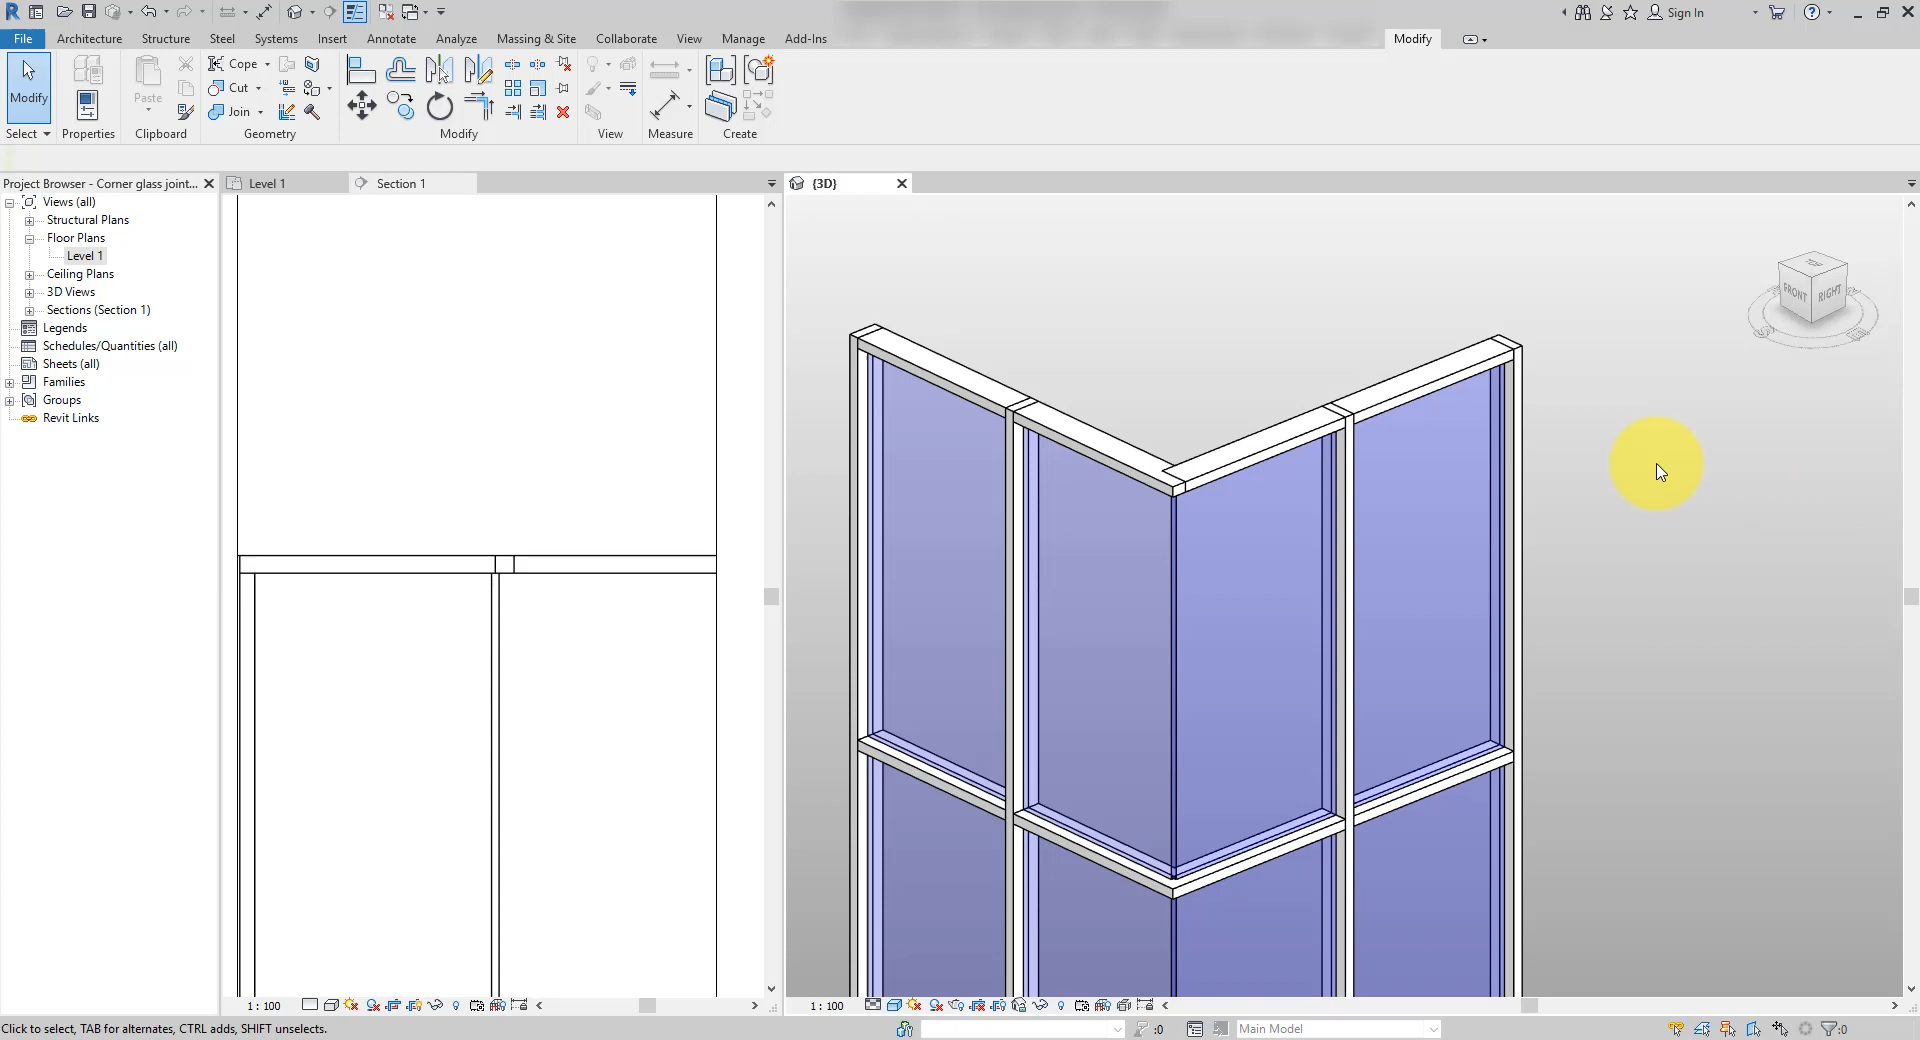 Sign In
File Architecture Structure Steel Systems Insert Annotate Analyze Massing & Site Collaborate View Manage Add-Ins Modify
Modify
Paste
Cope
Cut
Join
Select Properties Clipboard Geometry Modify View Measure Create
Project Browser - Corner glass joint...
Level 1
Section 1
{3D}
Views (all)
Structural Plans
Floor Plans
Level 1
Ceiling Plans
3D Views
Sections (Section 1)
Legends
Schedules/Quantities (all)
Sheets (all)
Families
Groups
Revit Links
TOP
FRONT
RIGHT
S
E
1 : 100
1 : 100
Click to select, TAB for alternates, CTRL adds, SHIFT unselects.
:0
Main Model
:0